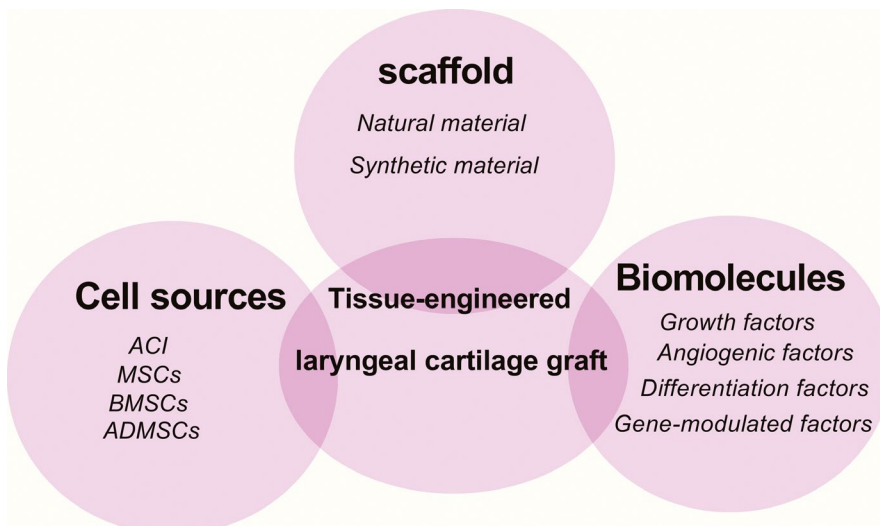 scaffold
Natural material
Synthetic material
Cell sources
ACI
MSCs
BMSCs
ADMSCs
Tissue-engineered
laryngeal cartilage graft
Biomolecules
Growth factors
Angiogenic factors
Differentiation factors
Gene-modulated factors